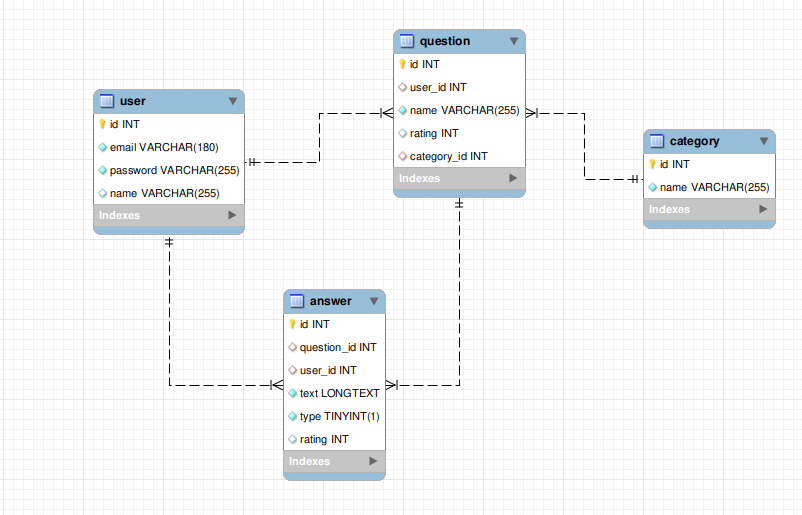 user
id INT
email VARCHAR(180)
password VARCHAR(255)
name VARCHAR(255)
Indexes
question
id INT
user_id INT
name VARCHAR(255)
rating INT
category_id INT
Indexes
category
id INT
name VARCHAR(255)
Indexes
answer
id INT
question_id INT
user_id INT
text LONGTEXT
type TINYINT(1)
rating INT
Indexes